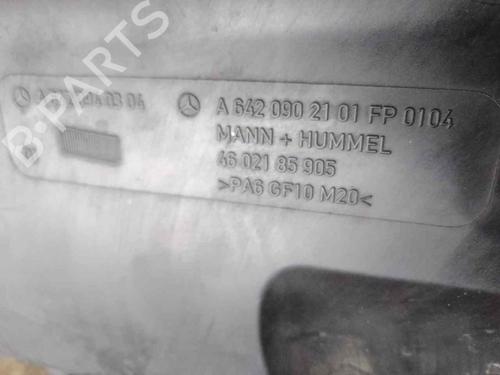 B-PARTS
A 642 090 21 01 FP 0104
MANN + HUMMEL
46 021 85 905
>PA6 GF10 M20<